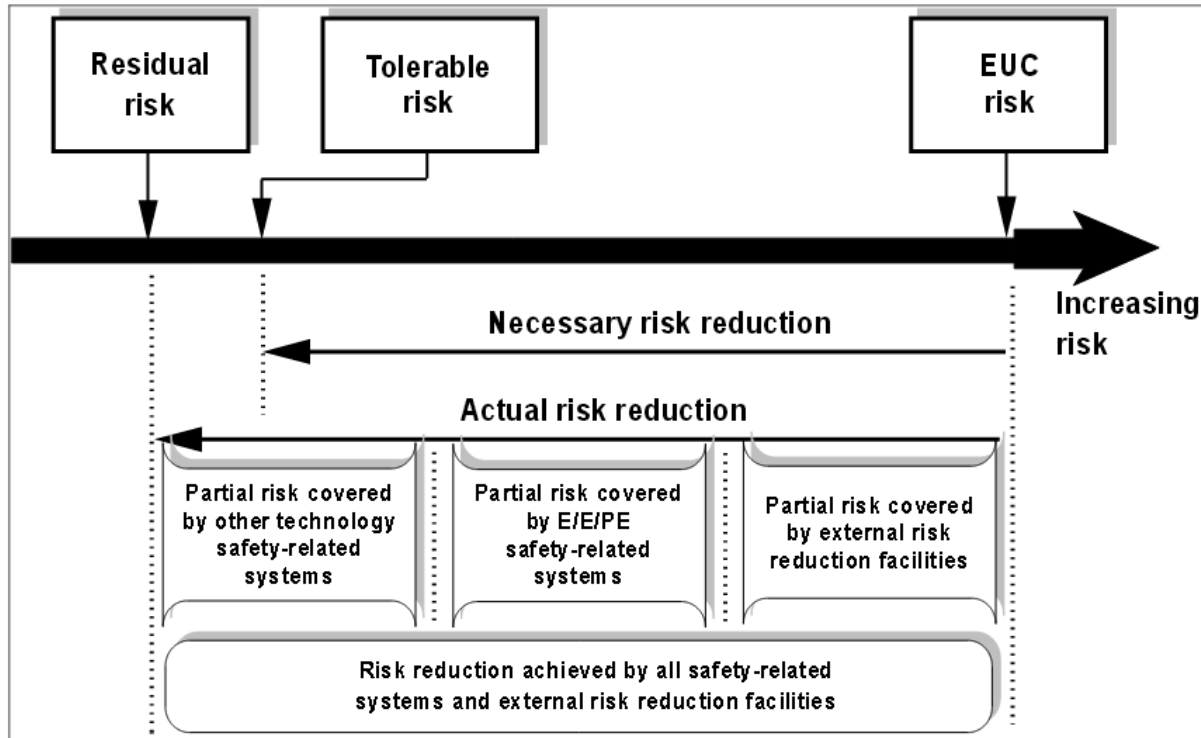 Residual
risk
Tolerable
risk
EUC
risk
Increasing
risk
Necessary risk reduction
Actual risk reduction
Partial risk covered
by other technology
safety-related
systems
Partial risk covered
by E/E/PE
safety-related
systems
Partial risk covered
by external risk
reduction facilities
Risk reduction achieved by all safety-related
systems and external risk reduction facilities